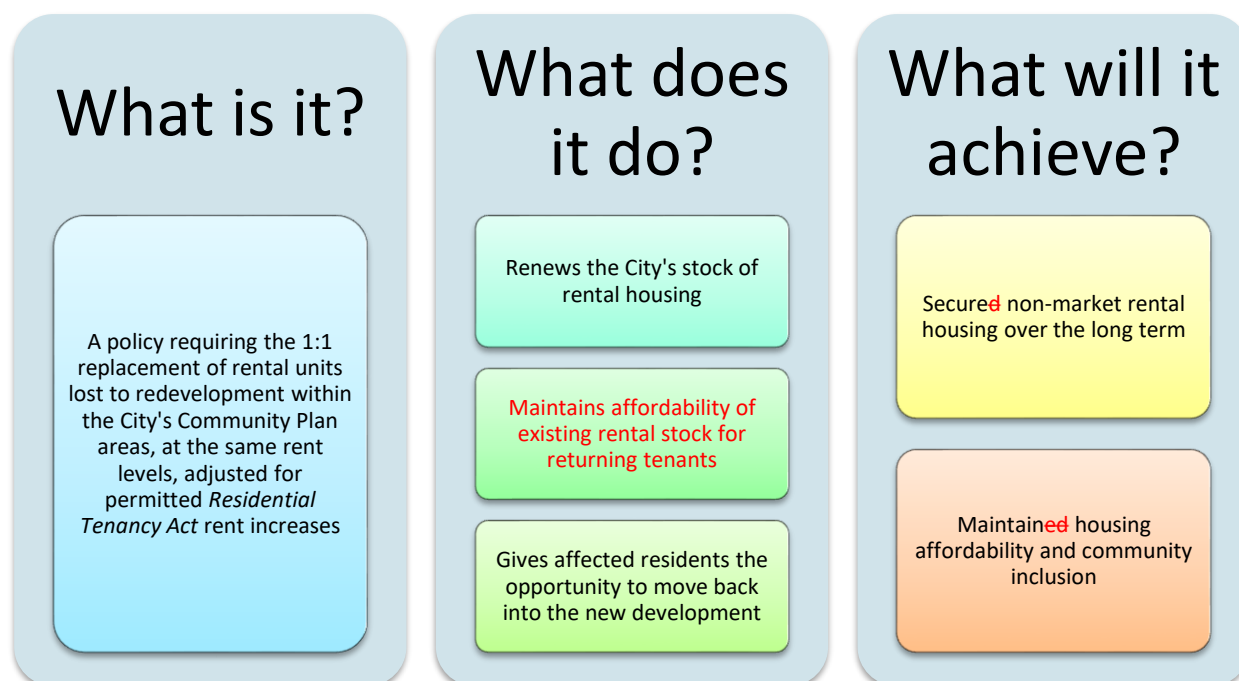 What is it?
A policy requiring the 1:1
replacement of rental units
lost to redevelopment within
the City's Community Plan
areas, at the same rent
levels, adjusted for
permitted Residential
Tenancy Act rent increases
What does
it do?
Renews the City's stock of
rental housing
Maintains affordability of
existing rental stock for
returning tenants
Gives affected residents the
opportunity to move back
into the new development
What will it
achieve?
Secured non-market rental
housing over the long term
Maintained housing
affordability and community
inclusion